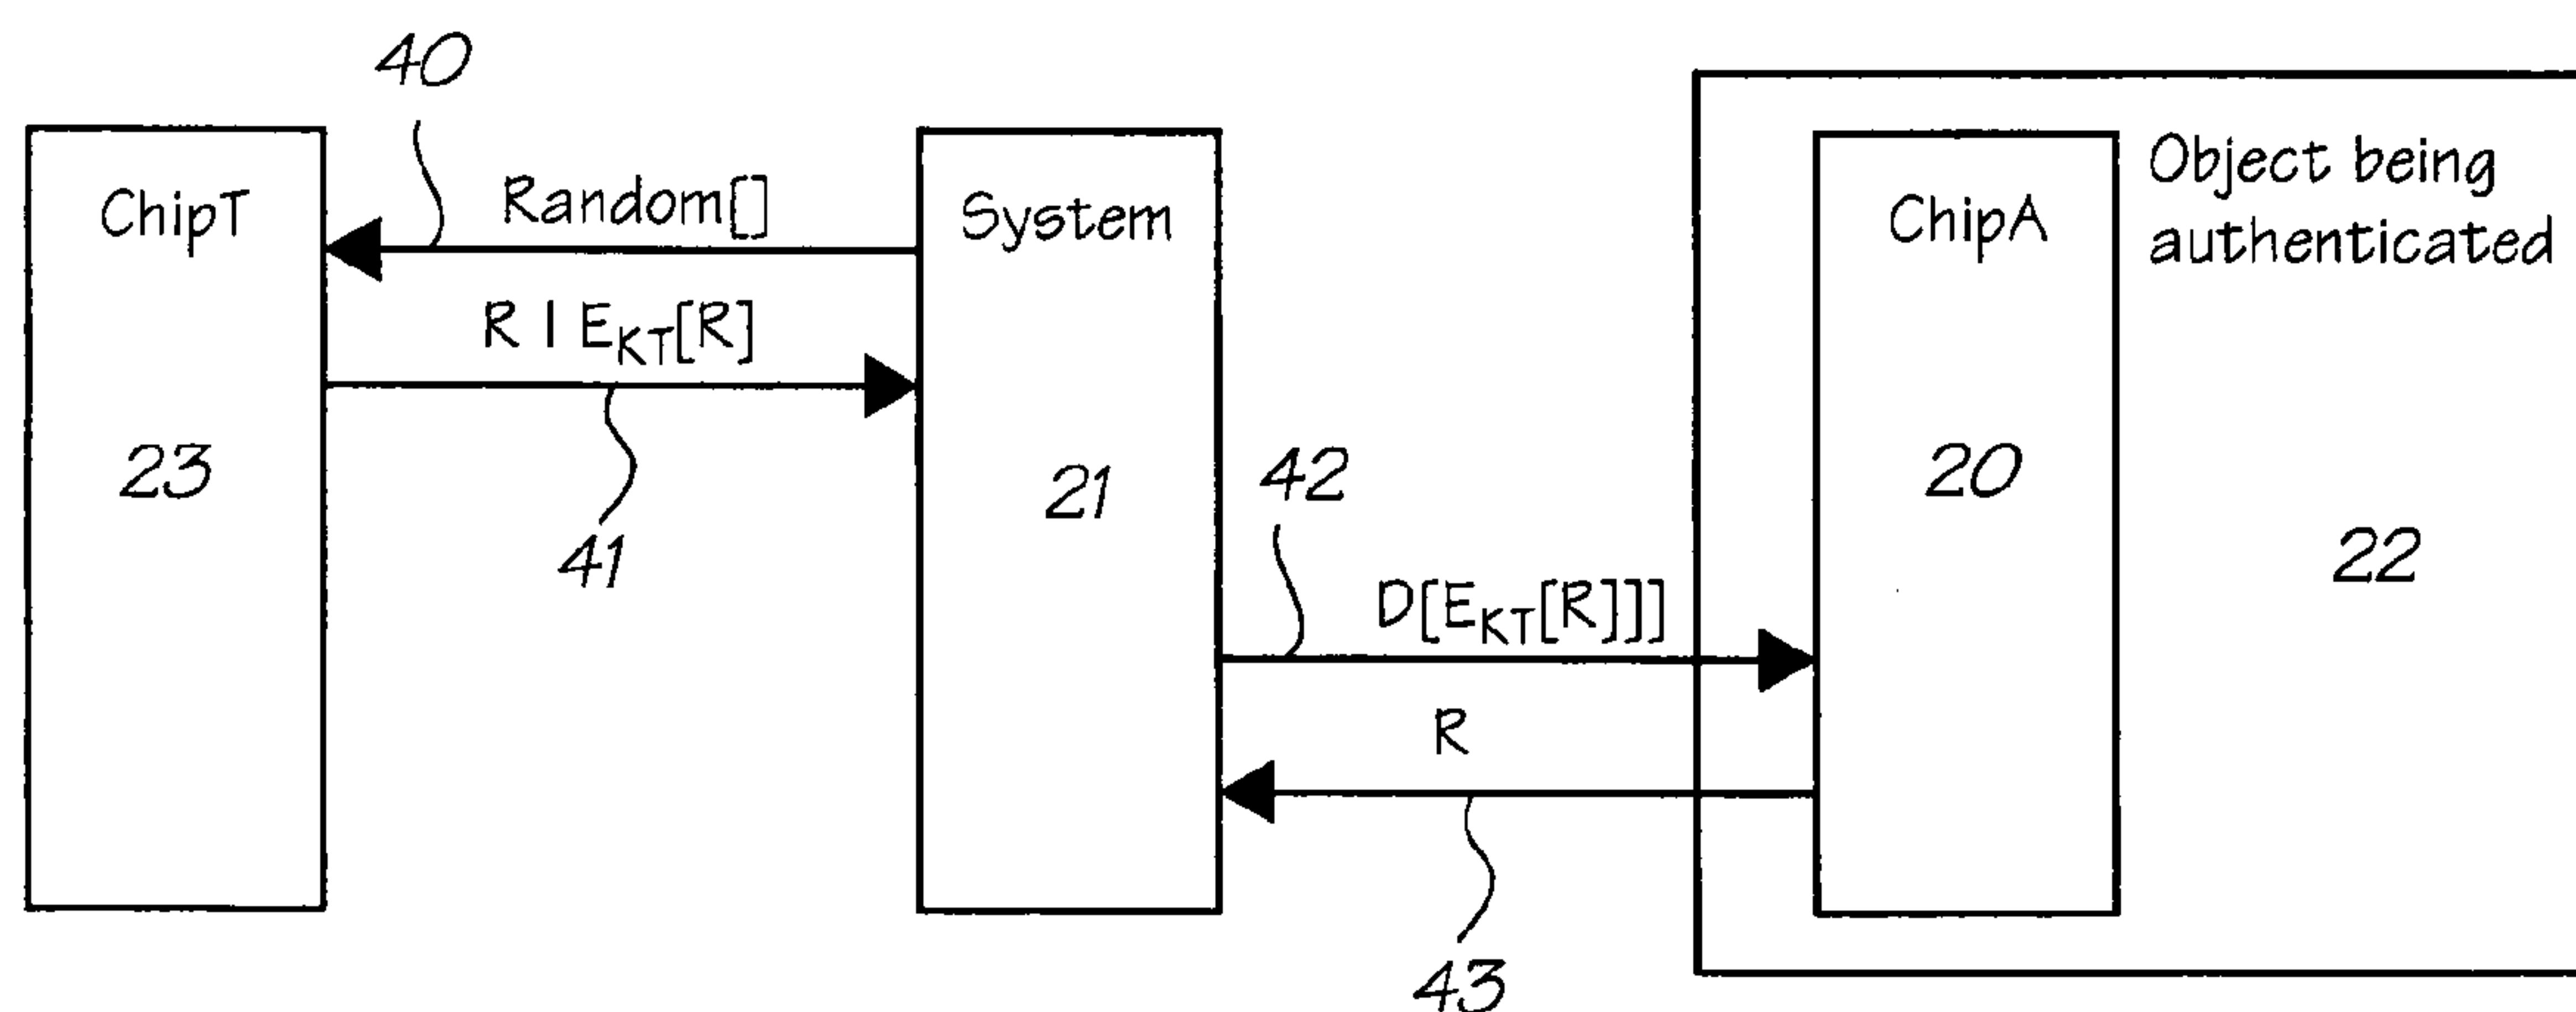 40
ChipT
Random[]
R | E_KT[R]
23
41
System
21
42
D[E_KT[R]]]
R
43
ChipA
20
Object being
authenticated
22